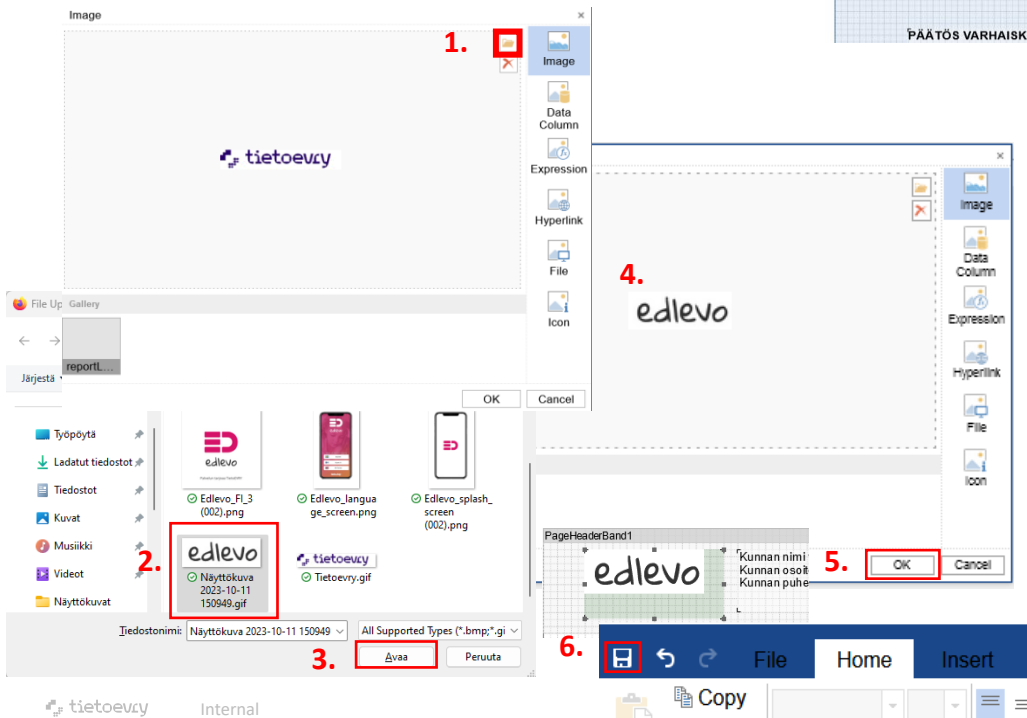 Image
1.
Image
tietoevry
Data
Column
Expression
Hyperlink
File
Icon
Gallery
reportL...
OK
Cancel
PÄÄTÖS VARHAISK
Image
Data
Column
Expression
Hyperlink
File
Icon
4.
edlevo
5.
OK
Cancel
File Up
Järjestä
Työpöytä
Ladatut tiedostot
Tiedostot
Kuvat
Musiikki
Videot
Näyttökuvat
edlevo
Edlevo_FI_3
(002).png
Edlevo_langua
ge_screen.png
Edlevo_splash_
screen
(002).png
2.
edlevo
Näyttökuva
2023-10-11
150949.gif
tietoevry
Tietoevry.gif
Tiedostonimi:
Näyttökuva 2023-10-11 150949
All Supported Types (*.bmp;*.gi
3.
Avaa
Peruuta
PageHeaderBand1
edlevo
Kunnan nimi
Kunnan osoit
Kunnan puhe
6.
File
Home
Insert
Copy
tietoevry
Internal